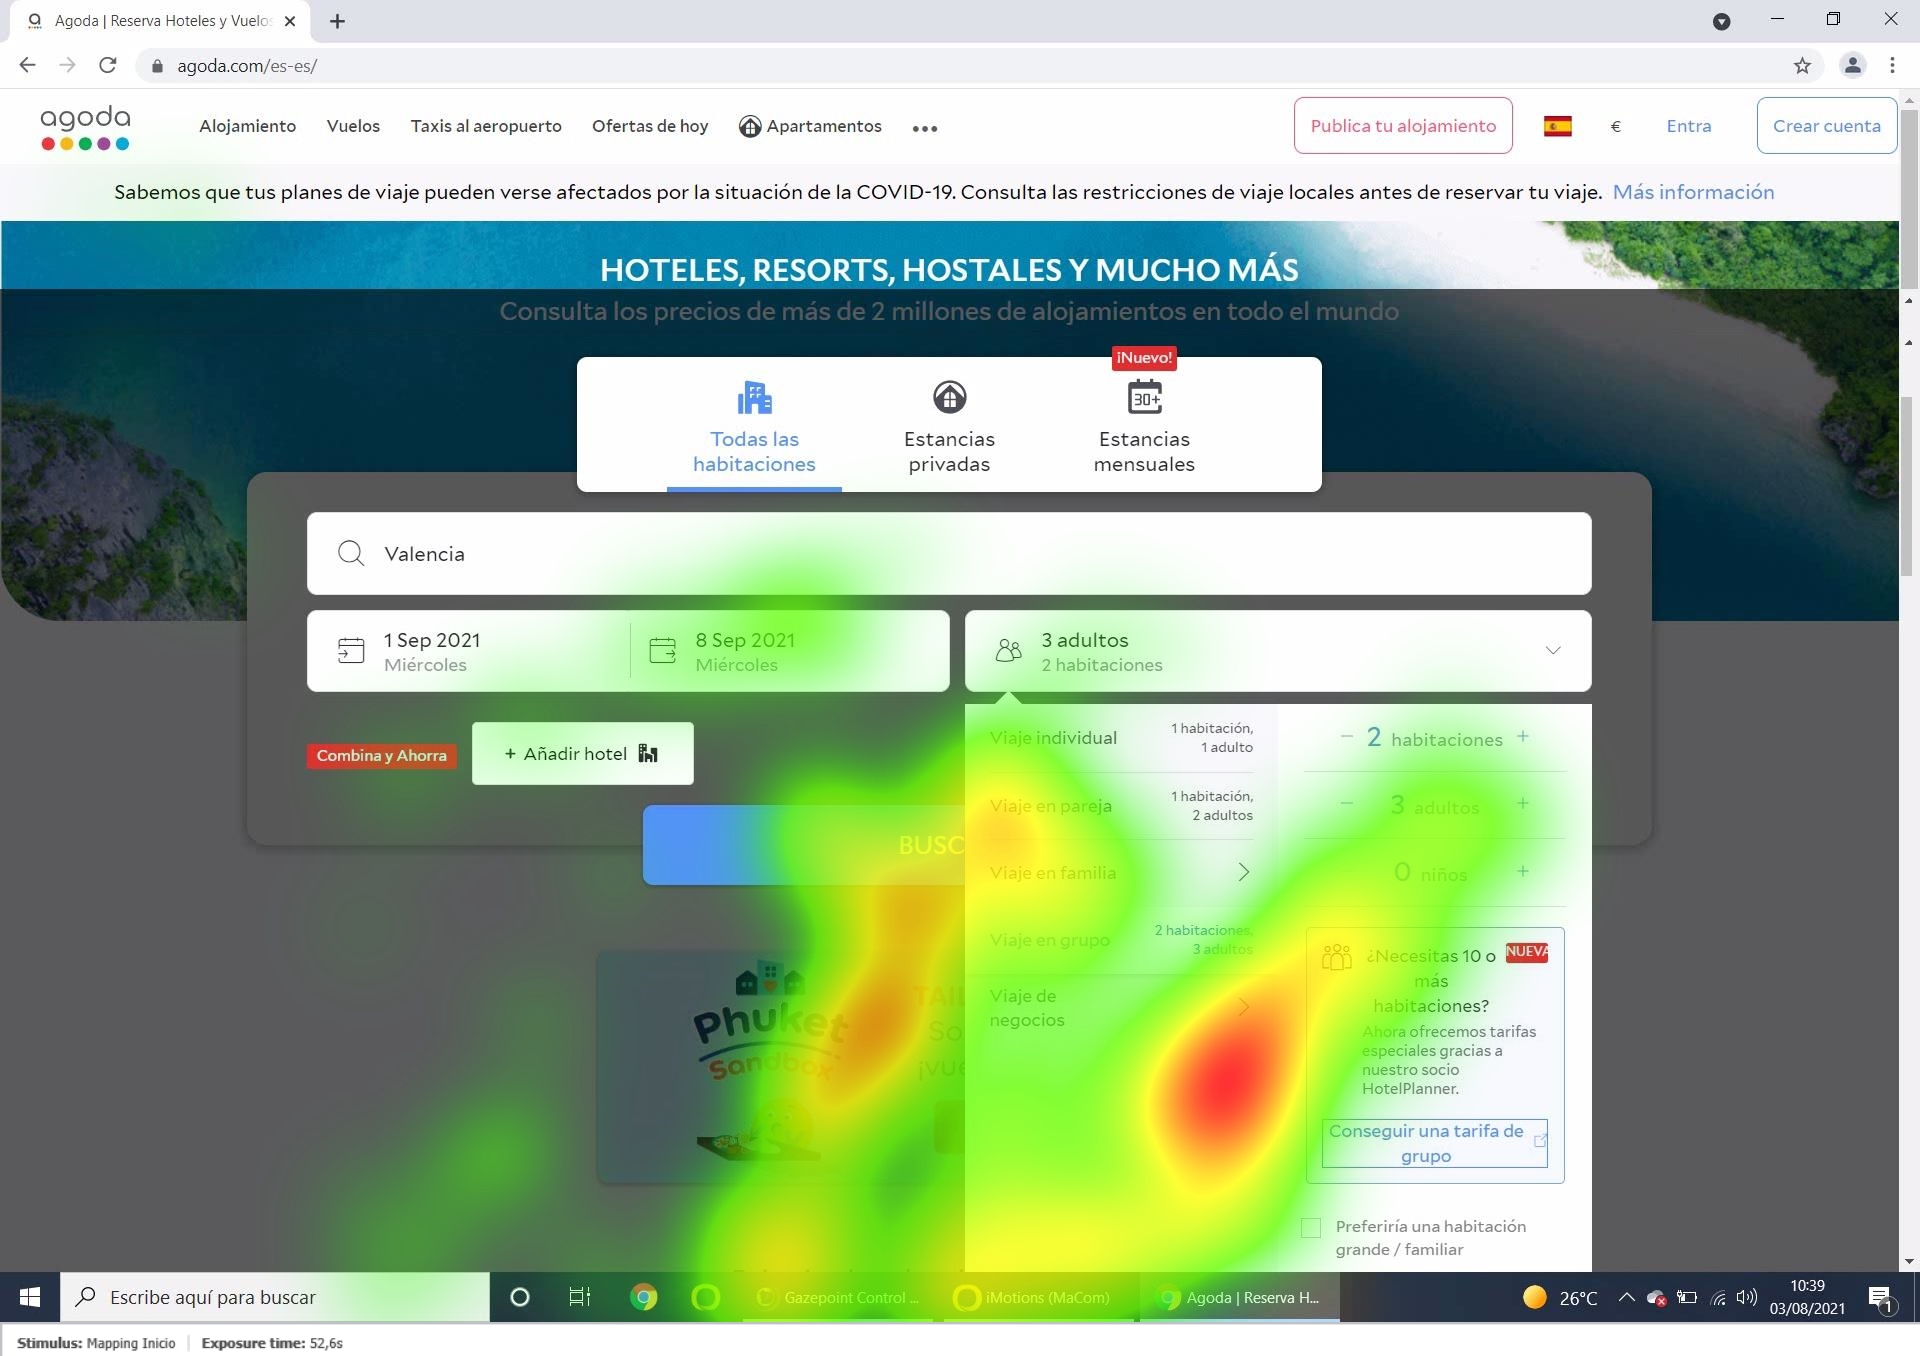 Agoda | Reserva Hoteles y Vuelos
agoda.com/es-es/
agoda
Alojamiento
Vuelos
Taxis al aeropuerto
Ofertas de hoy
Apartamentos
Publica tu alojamiento
€
Entra
Crear cuenta
Sabemos que tus planes de viaje pueden verse afectados por la situación de la COVID-19. Consulta las restricciones de viaje locales antes de reservar tu viaje. Más información
HOTELES, RESORTS, HOSTALES Y MUCHO MÁS
Consulta los precios de más de 2 millones de alojamientos en todo el mundo
¡Nuevo!
30+
Todas las
habitaciones
Estancias
privadas
Estancias
mensuales
Valencia
1 Sep 2021
Miércoles
8 Sep 2021
Miércoles
3 adultos
2 habitaciones
Combina y Ahorra
+ Añadir hotel
BUSC
Viaje individual
1 habitación,
1 adulto
Viaje en pareja
1 habitación,
2 adultos
Viaje en familia
Viaje en grupo
2 habitaciones,
3 adultos
Viaje de
negocios
− 2 habitaciones +
− 3 adultos +
0 niños +
¿Necesitas 10 o
más
habitaciones?
NUEVA
Ahora ofrecemos tarifas
especiales gracias a
nuestro socio
HotelPlanner.
Conseguir una tarifa de
grupo
Preferiría una habitación
grande / familiar
Phuket
Sandbox
TAIL
So
¡VUE
Escribe aquí para buscar
Gazepoint Control ...
iMotions (MaCom)
Agoda | Reserva H...
26°C
10:39
03/08/2021
1
Stimulus: Mapping Inicio
Exposure time: 52,6s